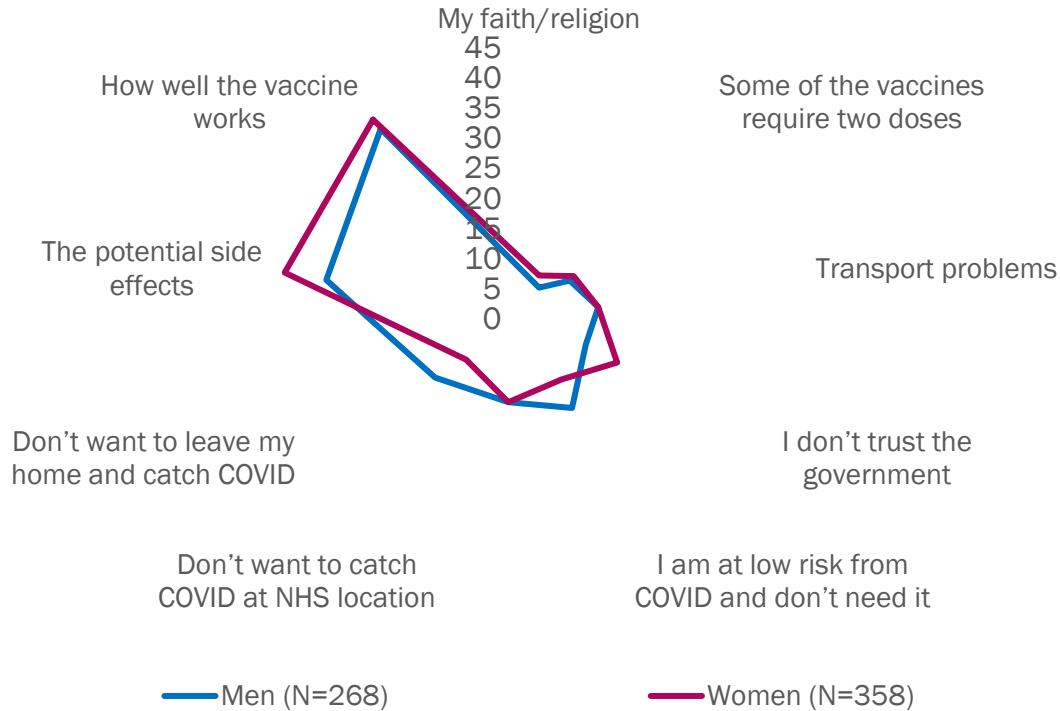 My faith/religion
45
40
35
30
25
20
15
10
5
0
Some of the vaccines
require two doses
Transport problems
I don’t trust the
government
I am at low risk from
COVID and don’t need it
Don’t want to catch
COVID at NHS location
Don’t want to leave my
home and catch COVID
The potential side
effects
How well the vaccine
works
Men (N=268)
Women (N=358)